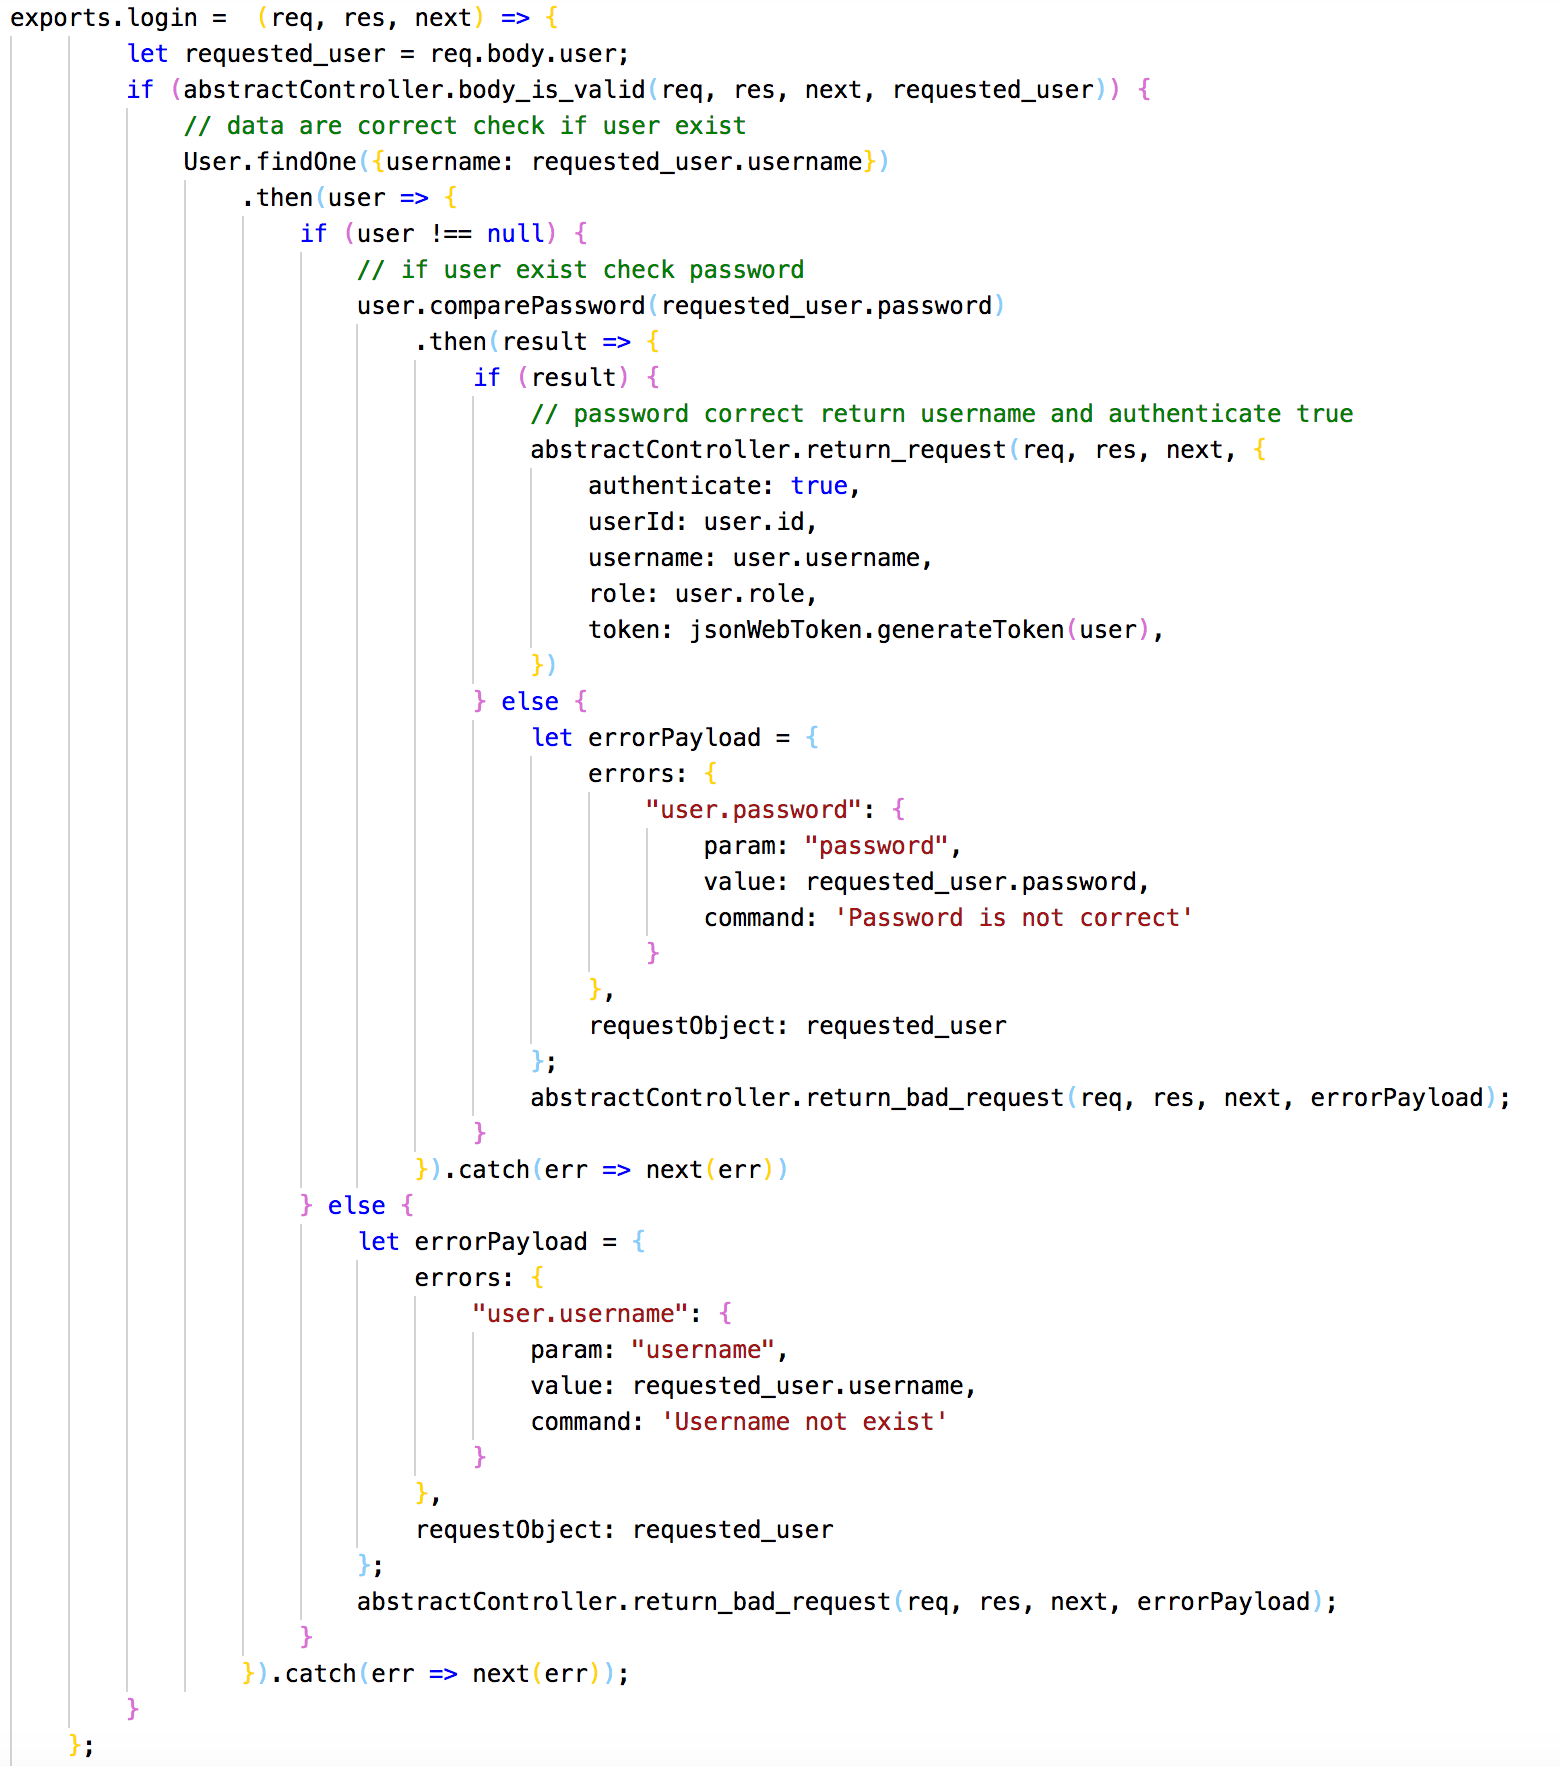 exports.login =  (req, res, next) => {
        let requested_user = req.body.user;
        if (abstractController.body_is_valid(req, res, next, requested_user)) {
            // data are correct check if user exist
            User.findOne({username: requested_user.username})
                .then(user => {
                    if (user !== null) {
                        // if user exist check password
                        user.comparePassword(requested_user.password)
                            .then(result => {
                                if (result) {
                                    // password correct return username and authenticate true
                                    abstractController.return_request(req, res, next, {
                                        authenticate: true,
                                        userId: user.id,
                                        username: user.username,
                                        role: user.role,
                                        token: jsonWebToken.generateToken(user),
                                    })
                                } else {
                                    let errorPayload = {
                                        errors: {
                                            "user.password": {
                                                param: "password",
                                                value: requested_user.password,
                                                command: 'Password is not correct'
                                            }
                                        },
                                        requestObject: requested_user
                                    };
                                    abstractController.return_bad_request(req, res, next, errorPayload);
                                }
                            }).catch(err => next(err))
                    } else {
                        let errorPayload = {
                            errors: {
                                "user.username": {
                                    param: "username",
                                    value: requested_user.username,
                                    command: 'Username not exist'
                                }
                            },
                            requestObject: requested_user
                        };
                        abstractController.return_bad_request(req, res, next, errorPayload);
                    }
                }).catch(err => next(err));
        }
    };